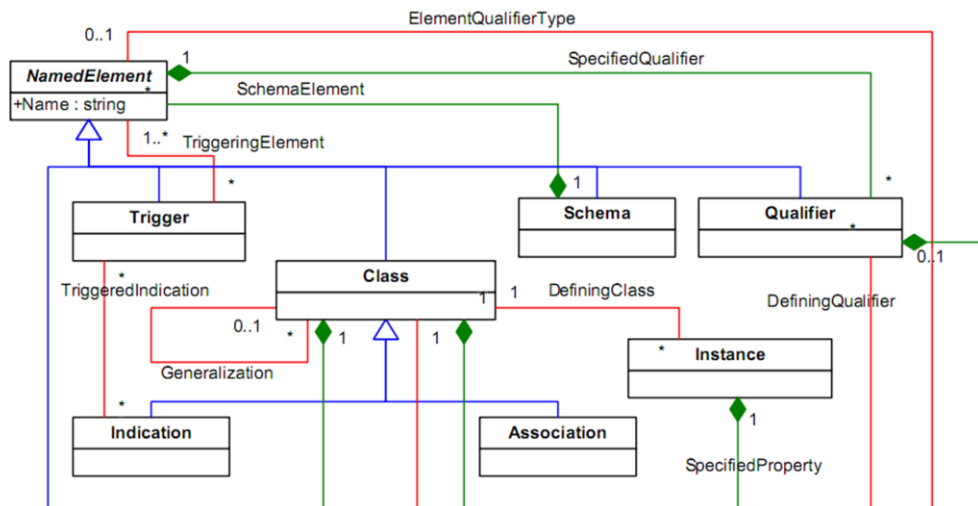 ElementQualifierType
0..1
NamedElement
1
SpecifiedQualifier
*
+Name : string
SchemaElement
1..*
TriggeringElement
*
1
*
Trigger
Schema
Qualifier
*
0..1
*
TriggeredIndication
Class
1
1
DefiningClass
DefiningQualifier
0..1
*
1
1
*
Instance
Generalization
*
1
Indication
Association
SpecifiedProperty